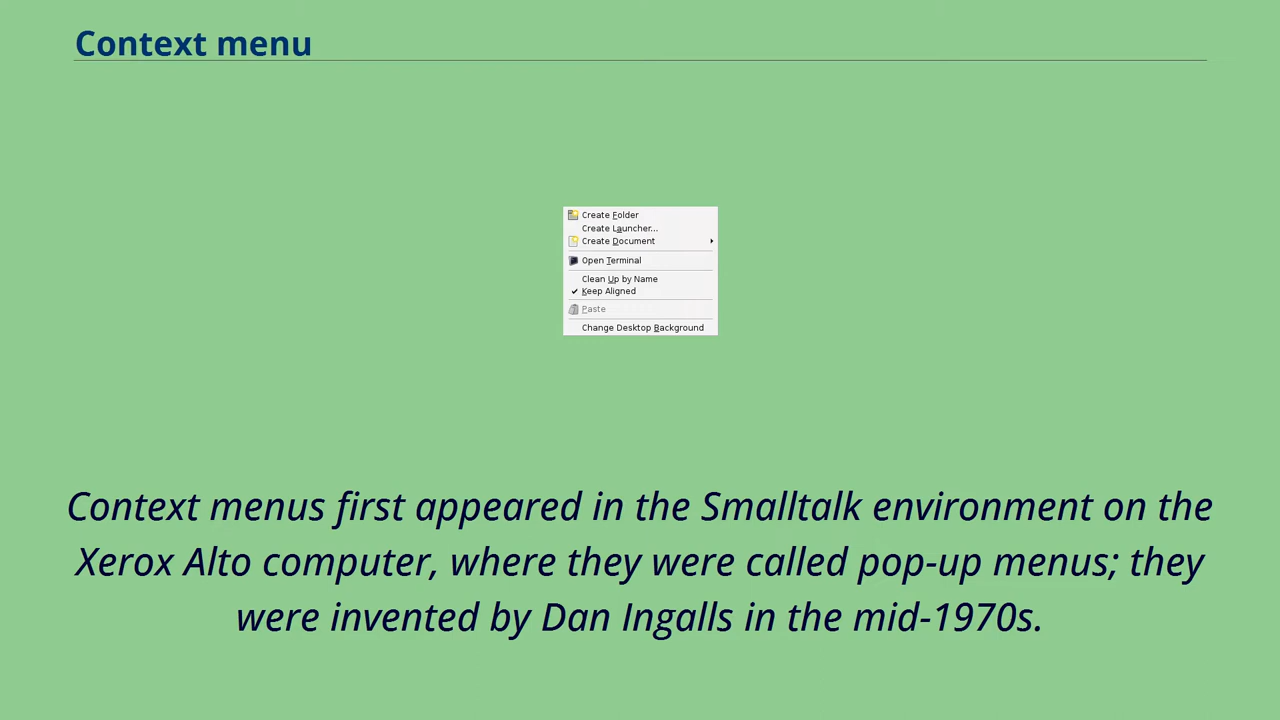 Context menu
Create Folder
Create Launcher...
Create Document
Open Terminal
Clean Up by Name
Keep Aligned
Paste
Change Desktop Background
Context menus first appeared in the Smalltalk environment on the
Xerox Alto computer, where they were called pop-up menus; they
were invented by Dan Ingalls in the mid-1970s.